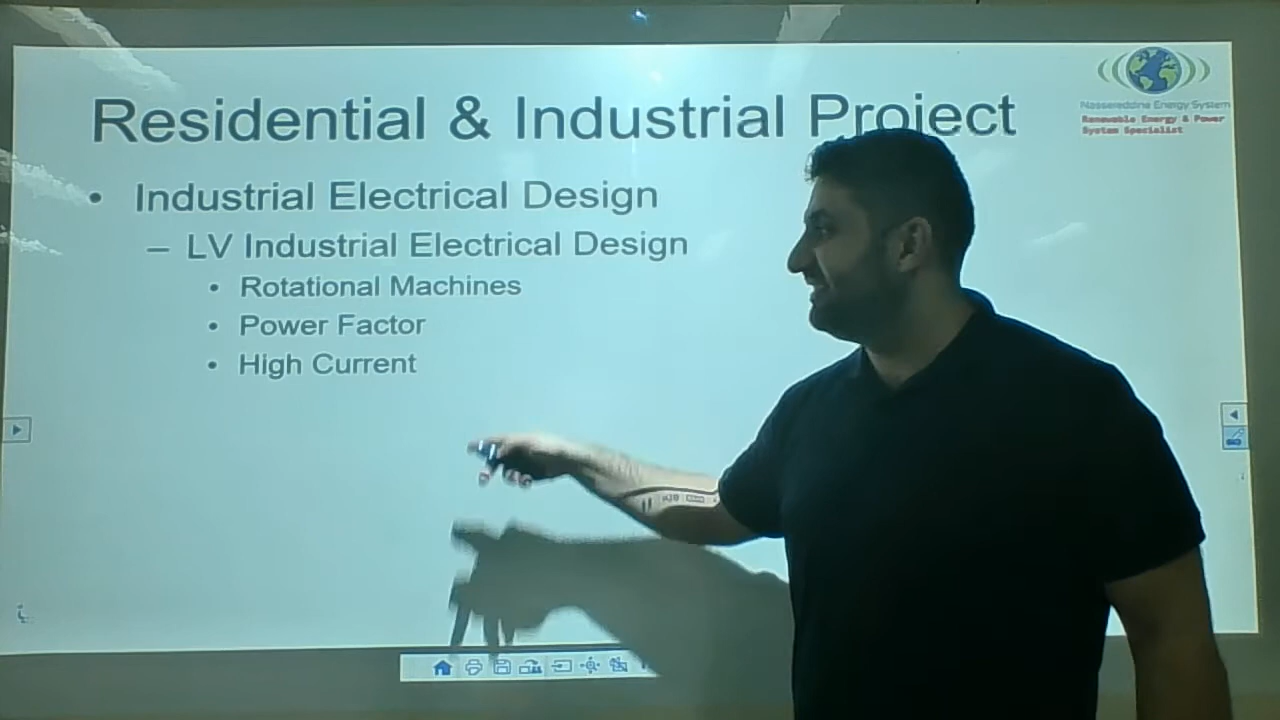 Residential & Industrial Project
Nassereddine Energy System
Renewable Energy & Power
System Specialist
• Industrial Electrical Design
– LV Industrial Electrical Design
• Rotational Machines
• Power Factor
• High Current